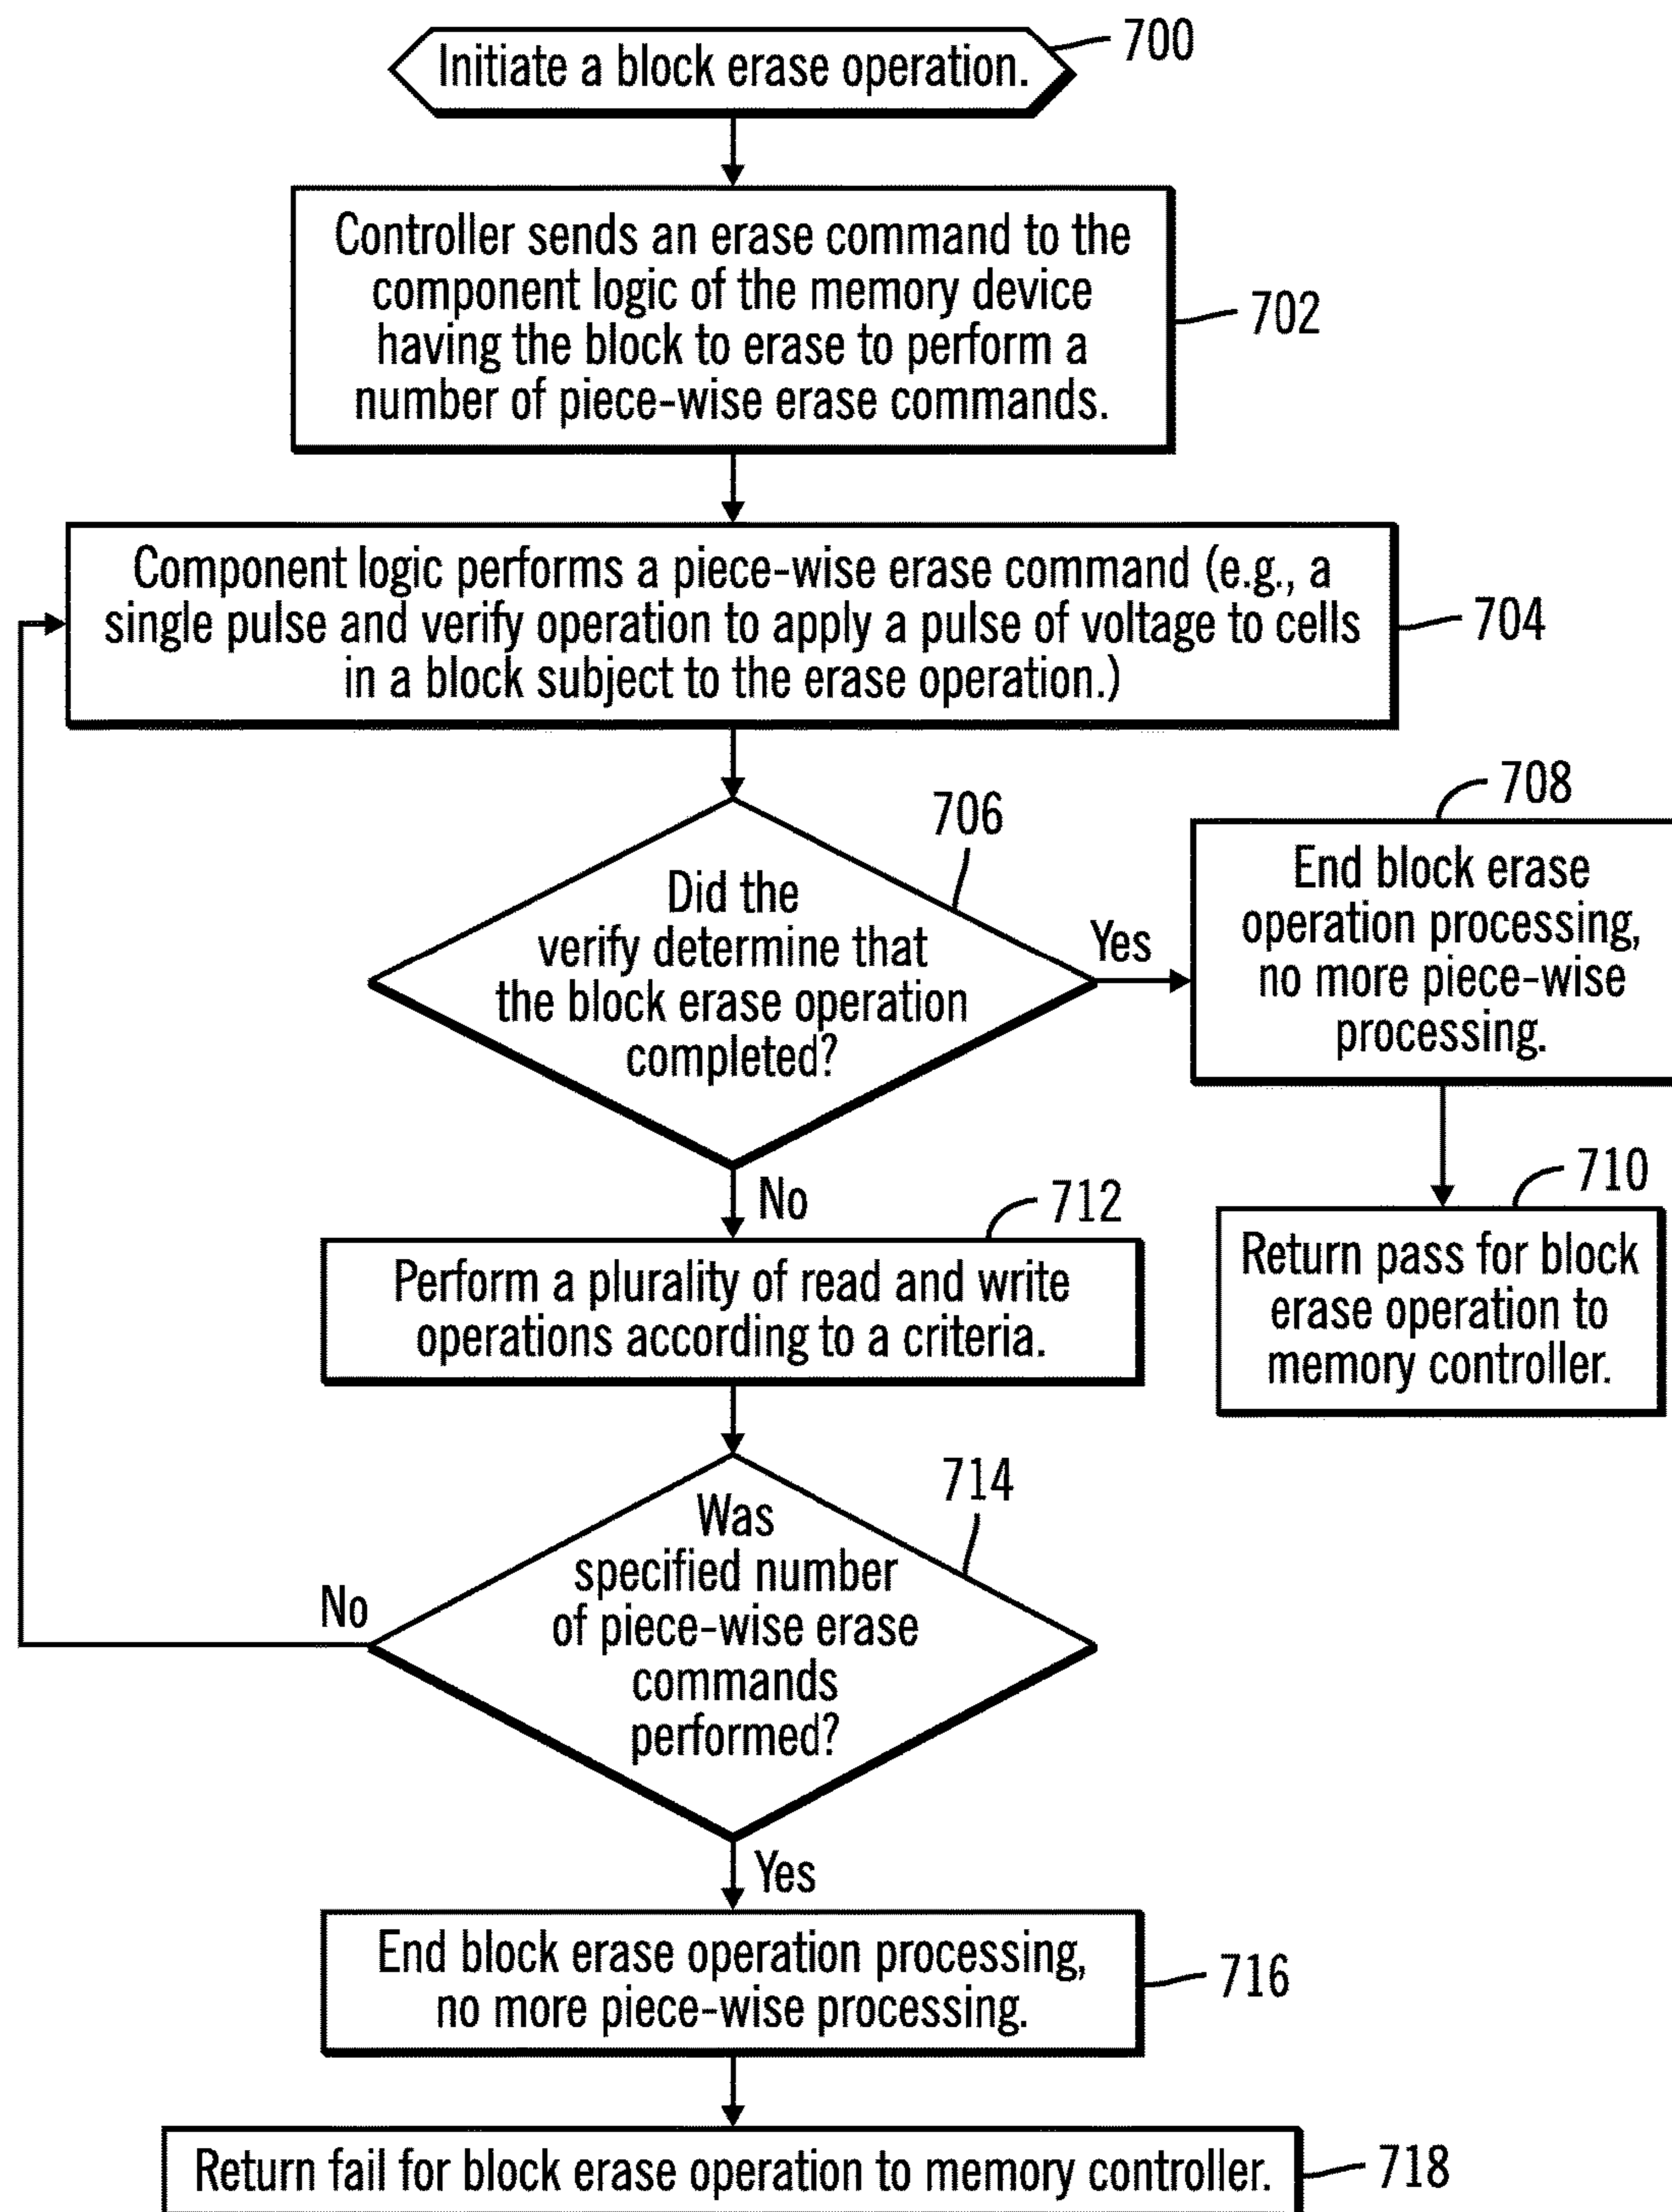 Initiate a block erase operation.
700
Controller sends an erase command to the
component logic of the memory device
having the block to erase to perform a
number of piece-wise erase commands.
702
Component logic performs a piece-wise erase command (e.g., a
single pulse and verify operation to apply a pulse of voltage to cells
in a block subject to the erase operation.)
704
706
Did the
verify determine that
the block erase operation
completed?
Yes
708
End block erase
operation processing,
no more piece-wise
processing.
710
Return pass for block
erase operation to
memory controller.
No
712
Perform a plurality of read and write
operations according to a criteria.
714
Was
specified number
of piece-wise erase
commands
performed?
No
Yes
End block erase operation processing,
no more piece-wise processing.
716
Return fail for block erase operation to memory controller.
718